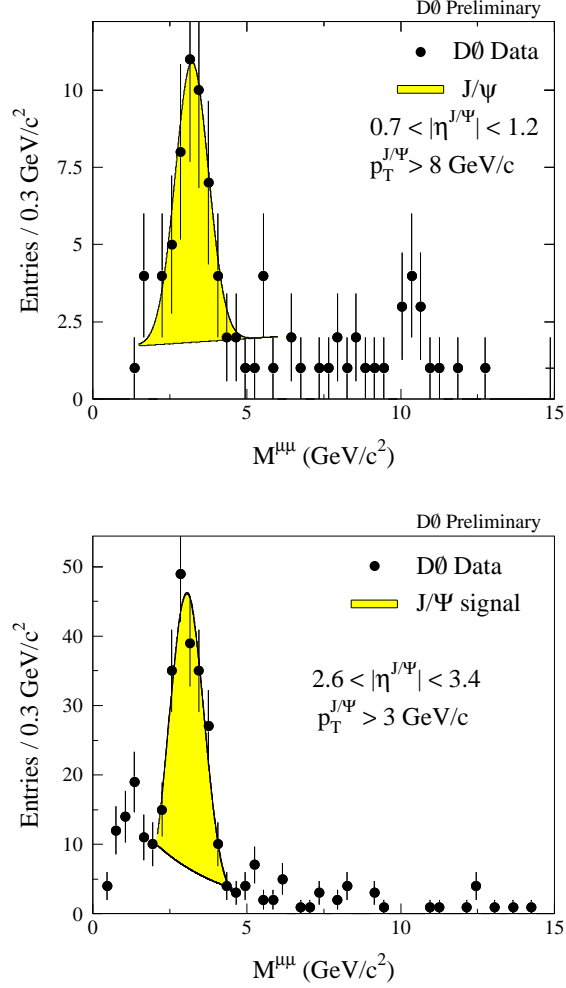 DØ Preliminary
DØ Data
J/ψ
0.7 < |η^J/Ψ| < 1.2
p_T^J/Ψ > 8 GeV/c
Entries / 0.3 GeV/c²
10
7.5
5
2.5
0
0 5 10 15
M^μμ (GeV/c²)
DØ Preliminary
DØ Data
J/Ψ signal
2.6 < |η^J/Ψ| < 3.4
p_T^J/Ψ > 3 GeV/c
Entries / 0.3 GeV/c²
50
40
30
20
10
0
0 5 10 15
M^μμ (GeV/c²)